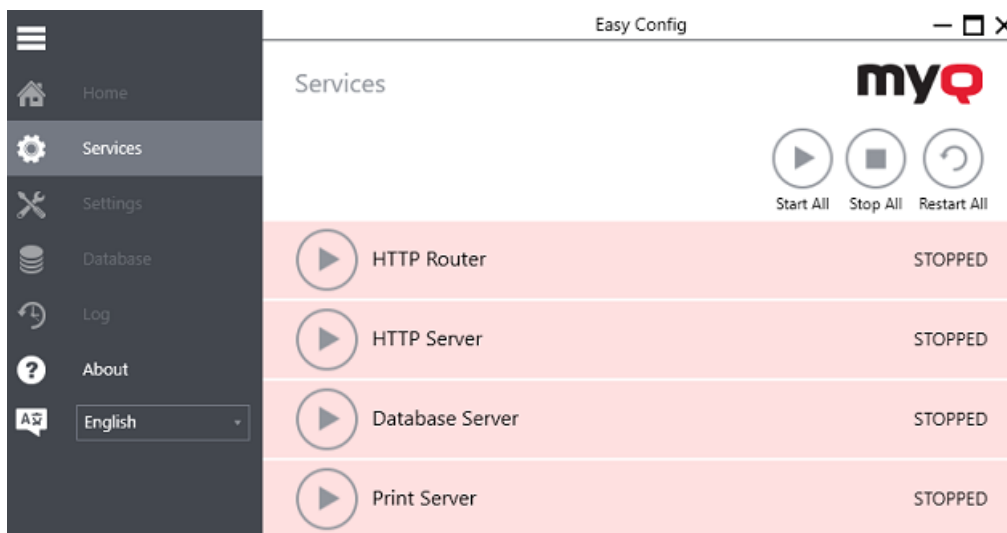 Easy Config
Home
Services
Settings
Database
Log
? About
A English
Services
myQ
Start All Stop All Restart All
HTTP Router STOPPED
HTTP Server STOPPED
Database Server STOPPED
Print Server STOPPED